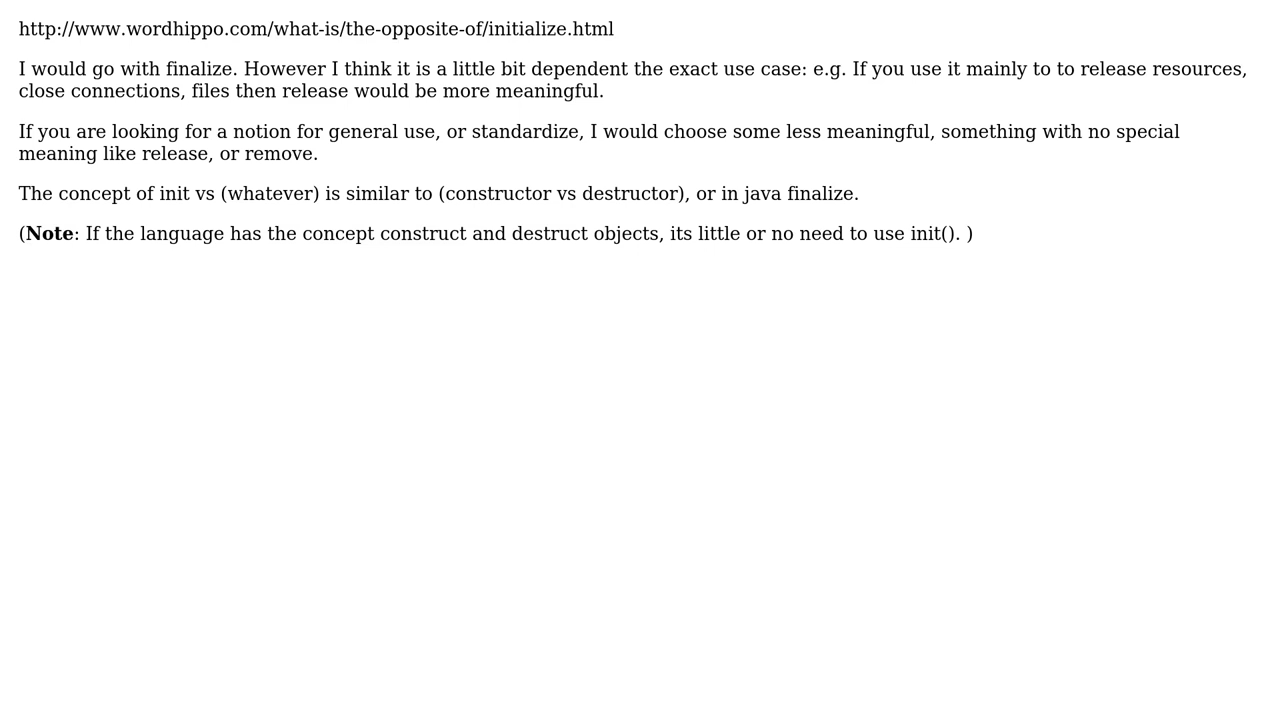 http://www.wordhippo.com/what-is/the-opposite-of/initialize.html
I would go with finalize. However I think it is a little bit dependent the exact use case: e.g. If you use it mainly to to release resources,
close connections, files then release would be more meaningful.
If you are looking for a notion for general use, or standardize, I would choose some less meaningful, something with no special
meaning like release, or remove.
The concept of init vs (whatever) is similar to (constructor vs destructor), or in java finalize.
(Note: If the language has the concept construct and destruct objects, its little or no need to use init(). )